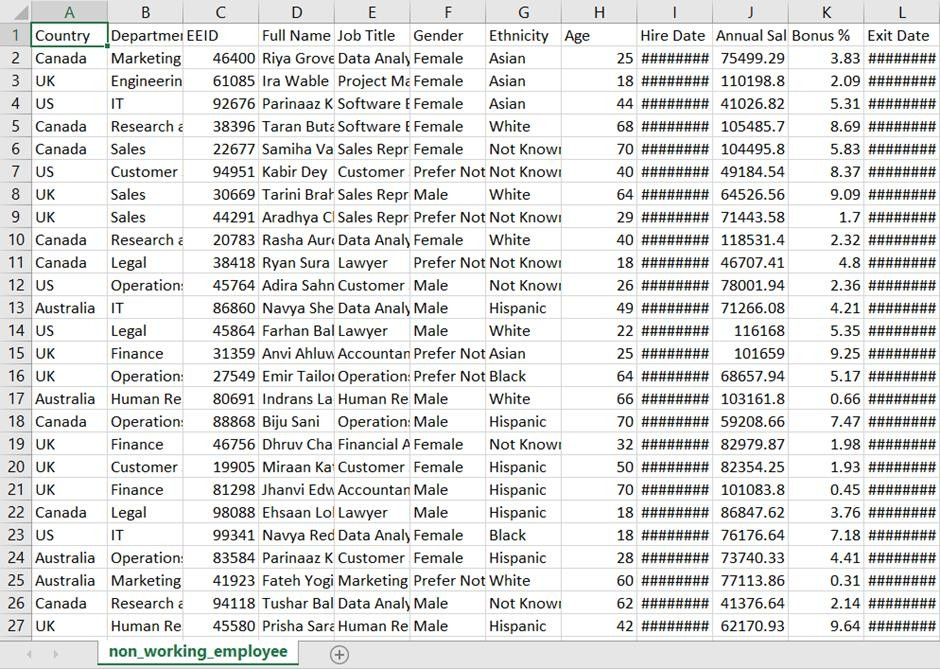 A B C D E F G H I J K L
1 Country Departmer EEID Full Name Job Title Gender Ethnicity Age Hire Date Annual Sal Bonus % Exit Date
2 Canada Marketing 46400 Riya Grove Data Analy Female Asian 25 ######## 75499.29 3.83 ########
3 UK Engineerin 61085 Ira Wable Project Ma Female Asian 18 ######## 110198.8 2.09 ########
4 US IT 92676 Parinaaz K Software E Female Asian 44 ######## 41026.82 5.31 ########
5 Canada Research a 38396 Taran Buta Software E Female White 68 ######## 105485.7 8.69 ########
6 Canada Sales 22677 Samiha Va Sales Repr Female Not Known 70 ######## 104495.8 5.83 ########
7 US Customer 94951 Kabir Dey Customer Prefer Not Not Known 40 ######## 49184.54 8.37 ########
8 UK Sales 30669 Tarini Brah Sales Repr Male White 64 ######## 64526.56 9.09 ########
9 UK Sales 44291 Aradhya Cl Sales Repr Prefer Not Not Known 29 ######## 71443.58 1.7 ########
10 Canada Research a 20783 Rasha Auro Data Analy Female White 40 ######## 118531.4 2.32 ########
11 Canada Legal 38418 Ryan Sura Lawyer Prefer Not Not Known 18 ######## 46707.41 4.8 ########
12 US Operations 45764 Adira Sahn Customer Male Not Known 26 ######## 78001.94 2.36 ########
13 Australia IT 86860 Navya She Data Analy Male Hispanic 49 ######## 71266.08 4.21 ########
14 US Legal 45864 Farhan Bal Lawyer Male White 22 ######## 116168 5.35 ########
15 UK Finance 31359 Anvi Ahluw Accountan Prefer Not Asian 25 ######## 101659 9.25 ########
16 UK Operations 27549 Emir Tailor Operations Prefer Not Black 64 ######## 68657.94 5.17 ########
17 Australia Human Re 80691 Indrans La Human Re Male White 66 ######## 103161.8 0.66 ########
18 Canada Operations 88868 Biju Sani Operations Male Hispanic 70 ######## 59208.66 7.47 ########
19 UK Finance 46756 Dhruv Cha Financial A Female Not Known 32 ######## 82979.87 1.98 ########
20 UK Customer 19905 Miraan Kat Customer Female Hispanic 50 ######## 82354.25 1.93 ########
21 UK Finance 81298 Jhanvi Edw Accountan Male Hispanic 70 ######## 101083.8 0.45 ########
22 Canada Legal 98088 Ehsaan Lol Lawyer Male Hispanic 18 ######## 86847.62 3.76 ########
23 US IT 99341 Navya Red Data Analy Female Black 18 ######## 76176.64 7.18 ########
24 Australia Operations 83584 Parinaaz K Customer Female Hispanic 28 ######## 73740.33 4.41 ########
25 Australia Marketing 41923 Fateh Yogi Marketing Prefer Not White 60 ######## 77113.86 0.31 ########
26 Canada Research a 94118 Tushar Bal Data Analy Male Not Known 62 ######## 41376.64 2.14 ########
27 UK Human Re 45580 Prisha Sara Human Re Male Hispanic 42 ######## 62170.93 9.64 ########
non_working_employee